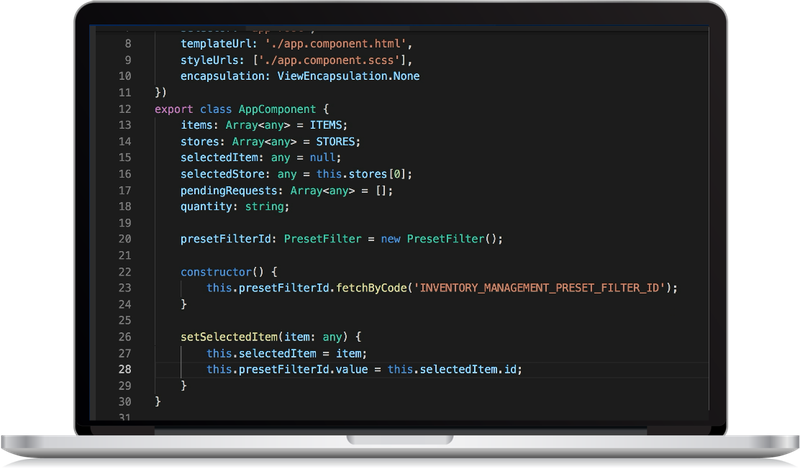 8 templateUrl: './app.component.html',
9 styleUrls: ['./app.component.scss'],
10 encapsulation: ViewEncapsulation.None
11 })
12 export class AppComponent {
13 items: Array<any> = ITEMS;
14 stores: Array<any> = STORES;
15 selectedItem: any = null;
16 selectedStore: any = this.stores[0];
17 pendingRequests: Array<any> = [];
18 quantity: string;
19
20 presetFilterId: PresetFilter = new PresetFilter();
21
22 constructor() {
23 this.presetFilterId.fetchByCode('INVENTORY_MANAGEMENT_PRESET_FILTER_ID');
24 }
25
26 setSelectedItem(item: any) {
27 this.selectedItem = item;
28 this.presetFilterId.value = this.selectedItem.id;
29 }
30 }
31